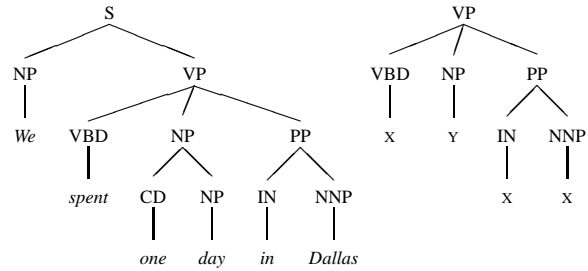 S VP
NP VP VBD NP PP
We VBD NP PP X Y IN NNP
spent CD NP IN NNP X X
one day in Dallas